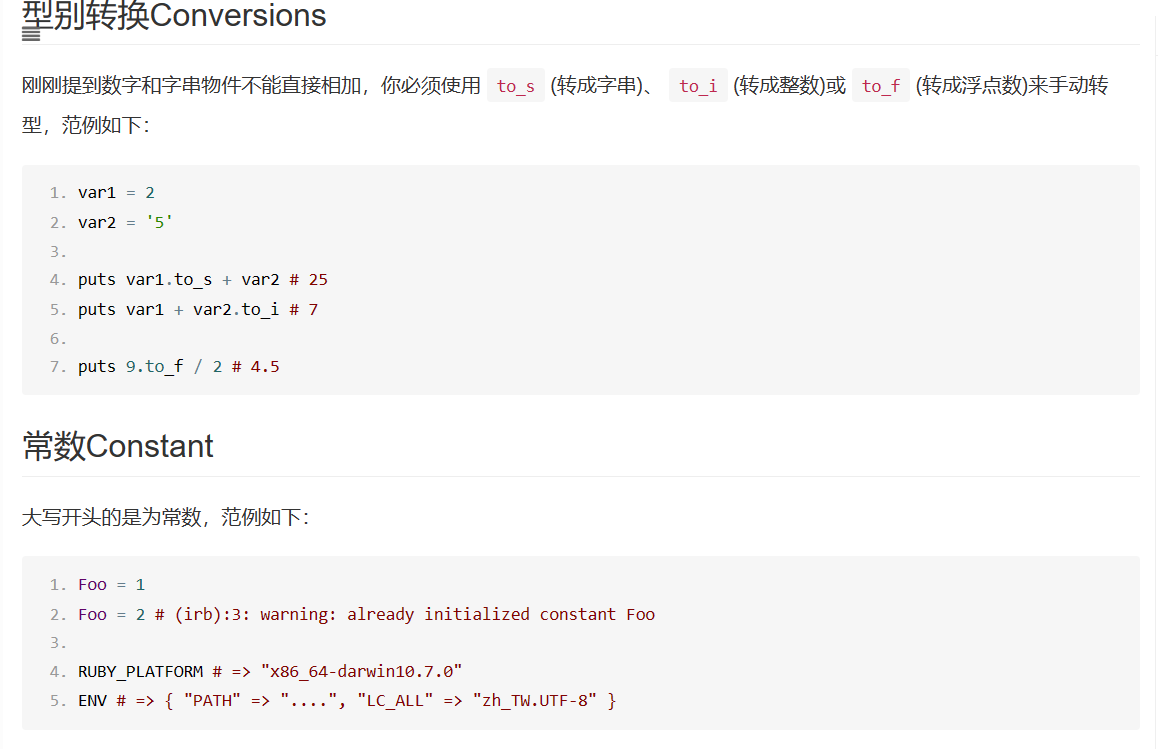 型别转换Conversions
刚刚提到数字和字串物件不能直接相加，你必须使用 to_s (转成字串)、 to_i (转成整数)或 to_f (转成浮点数)来手动转
型，范例如下：
1. var1 = 2
2. var2 = '5'
3.
4. puts var1.to_s + var2 # 25
5. puts var1 + var2.to_i # 7
6.
7. puts 9.to_f / 2 # 4.5
常数Constant
大写开头的是为常数，范例如下：
1. Foo = 1
2. Foo = 2 # (irb):3: warning: already initialized constant Foo
3.
4. RUBY_PLATFORM # => "x86_64-darwin10.7.0"
5. ENV # => { "PATH" => "....", "LC_ALL" => "zh_TW.UTF-8" }